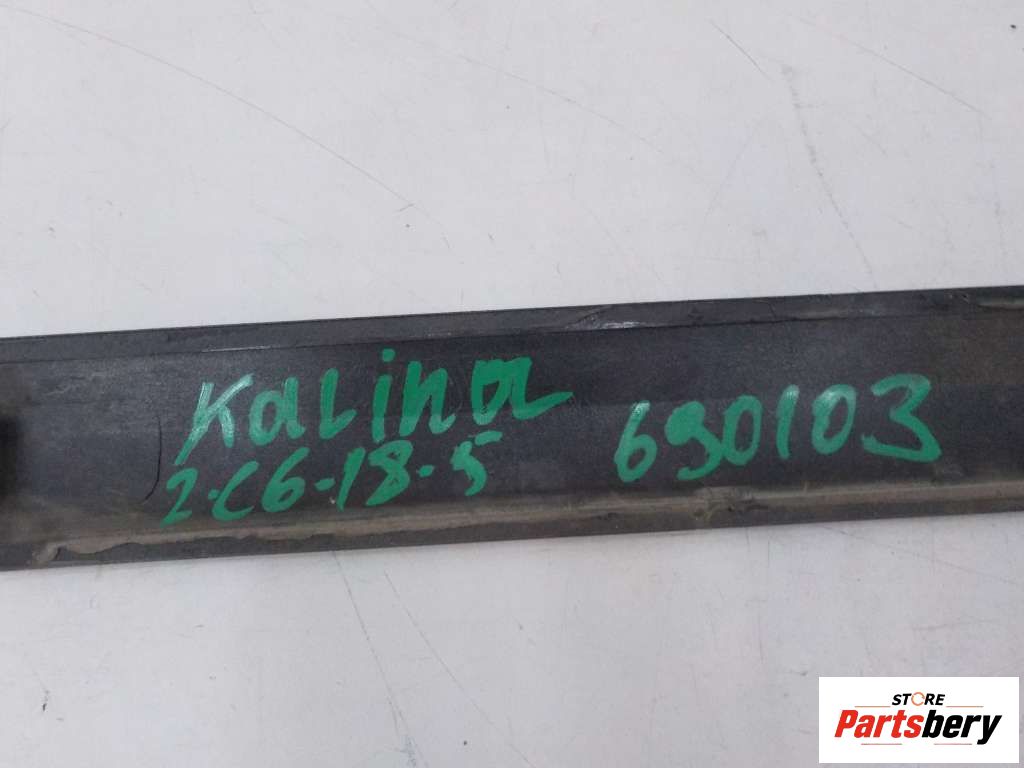 Kalina
2-C6-18-5
690103
STORE
Partsbery